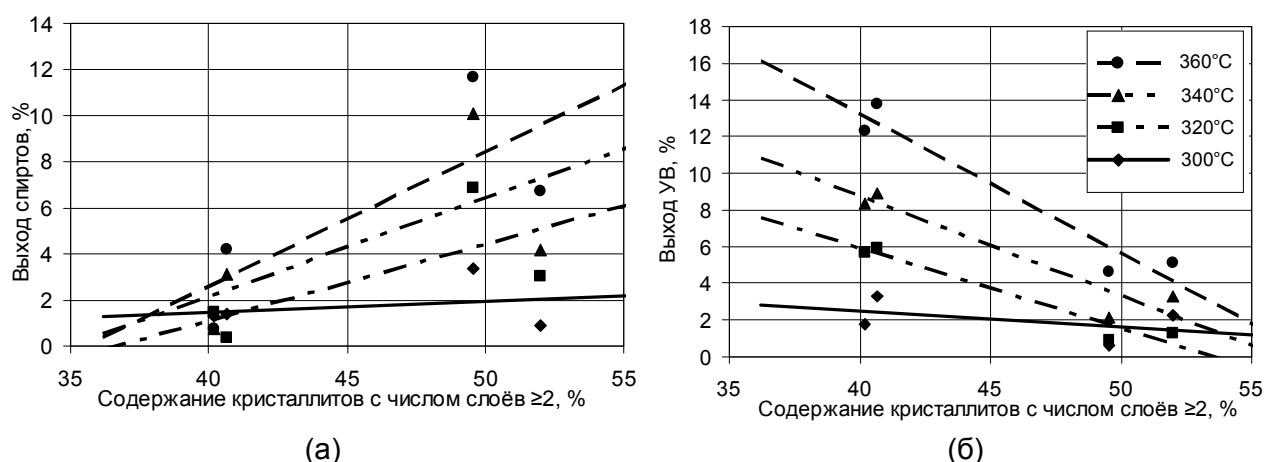 Выход спиртов, %
14
12
10
8
6
4
2
0
35 40 45 50 55
Содержание кристаллитов с числом слоёв ≥2, %
(а)
Выход УВ, %
18
16
14
12
10
8
6
4
2
0
35 40 45 50 55
Содержание кристаллитов с числом слоёв ≥2, %
360°C
340°C
320°C
300°C
(б)